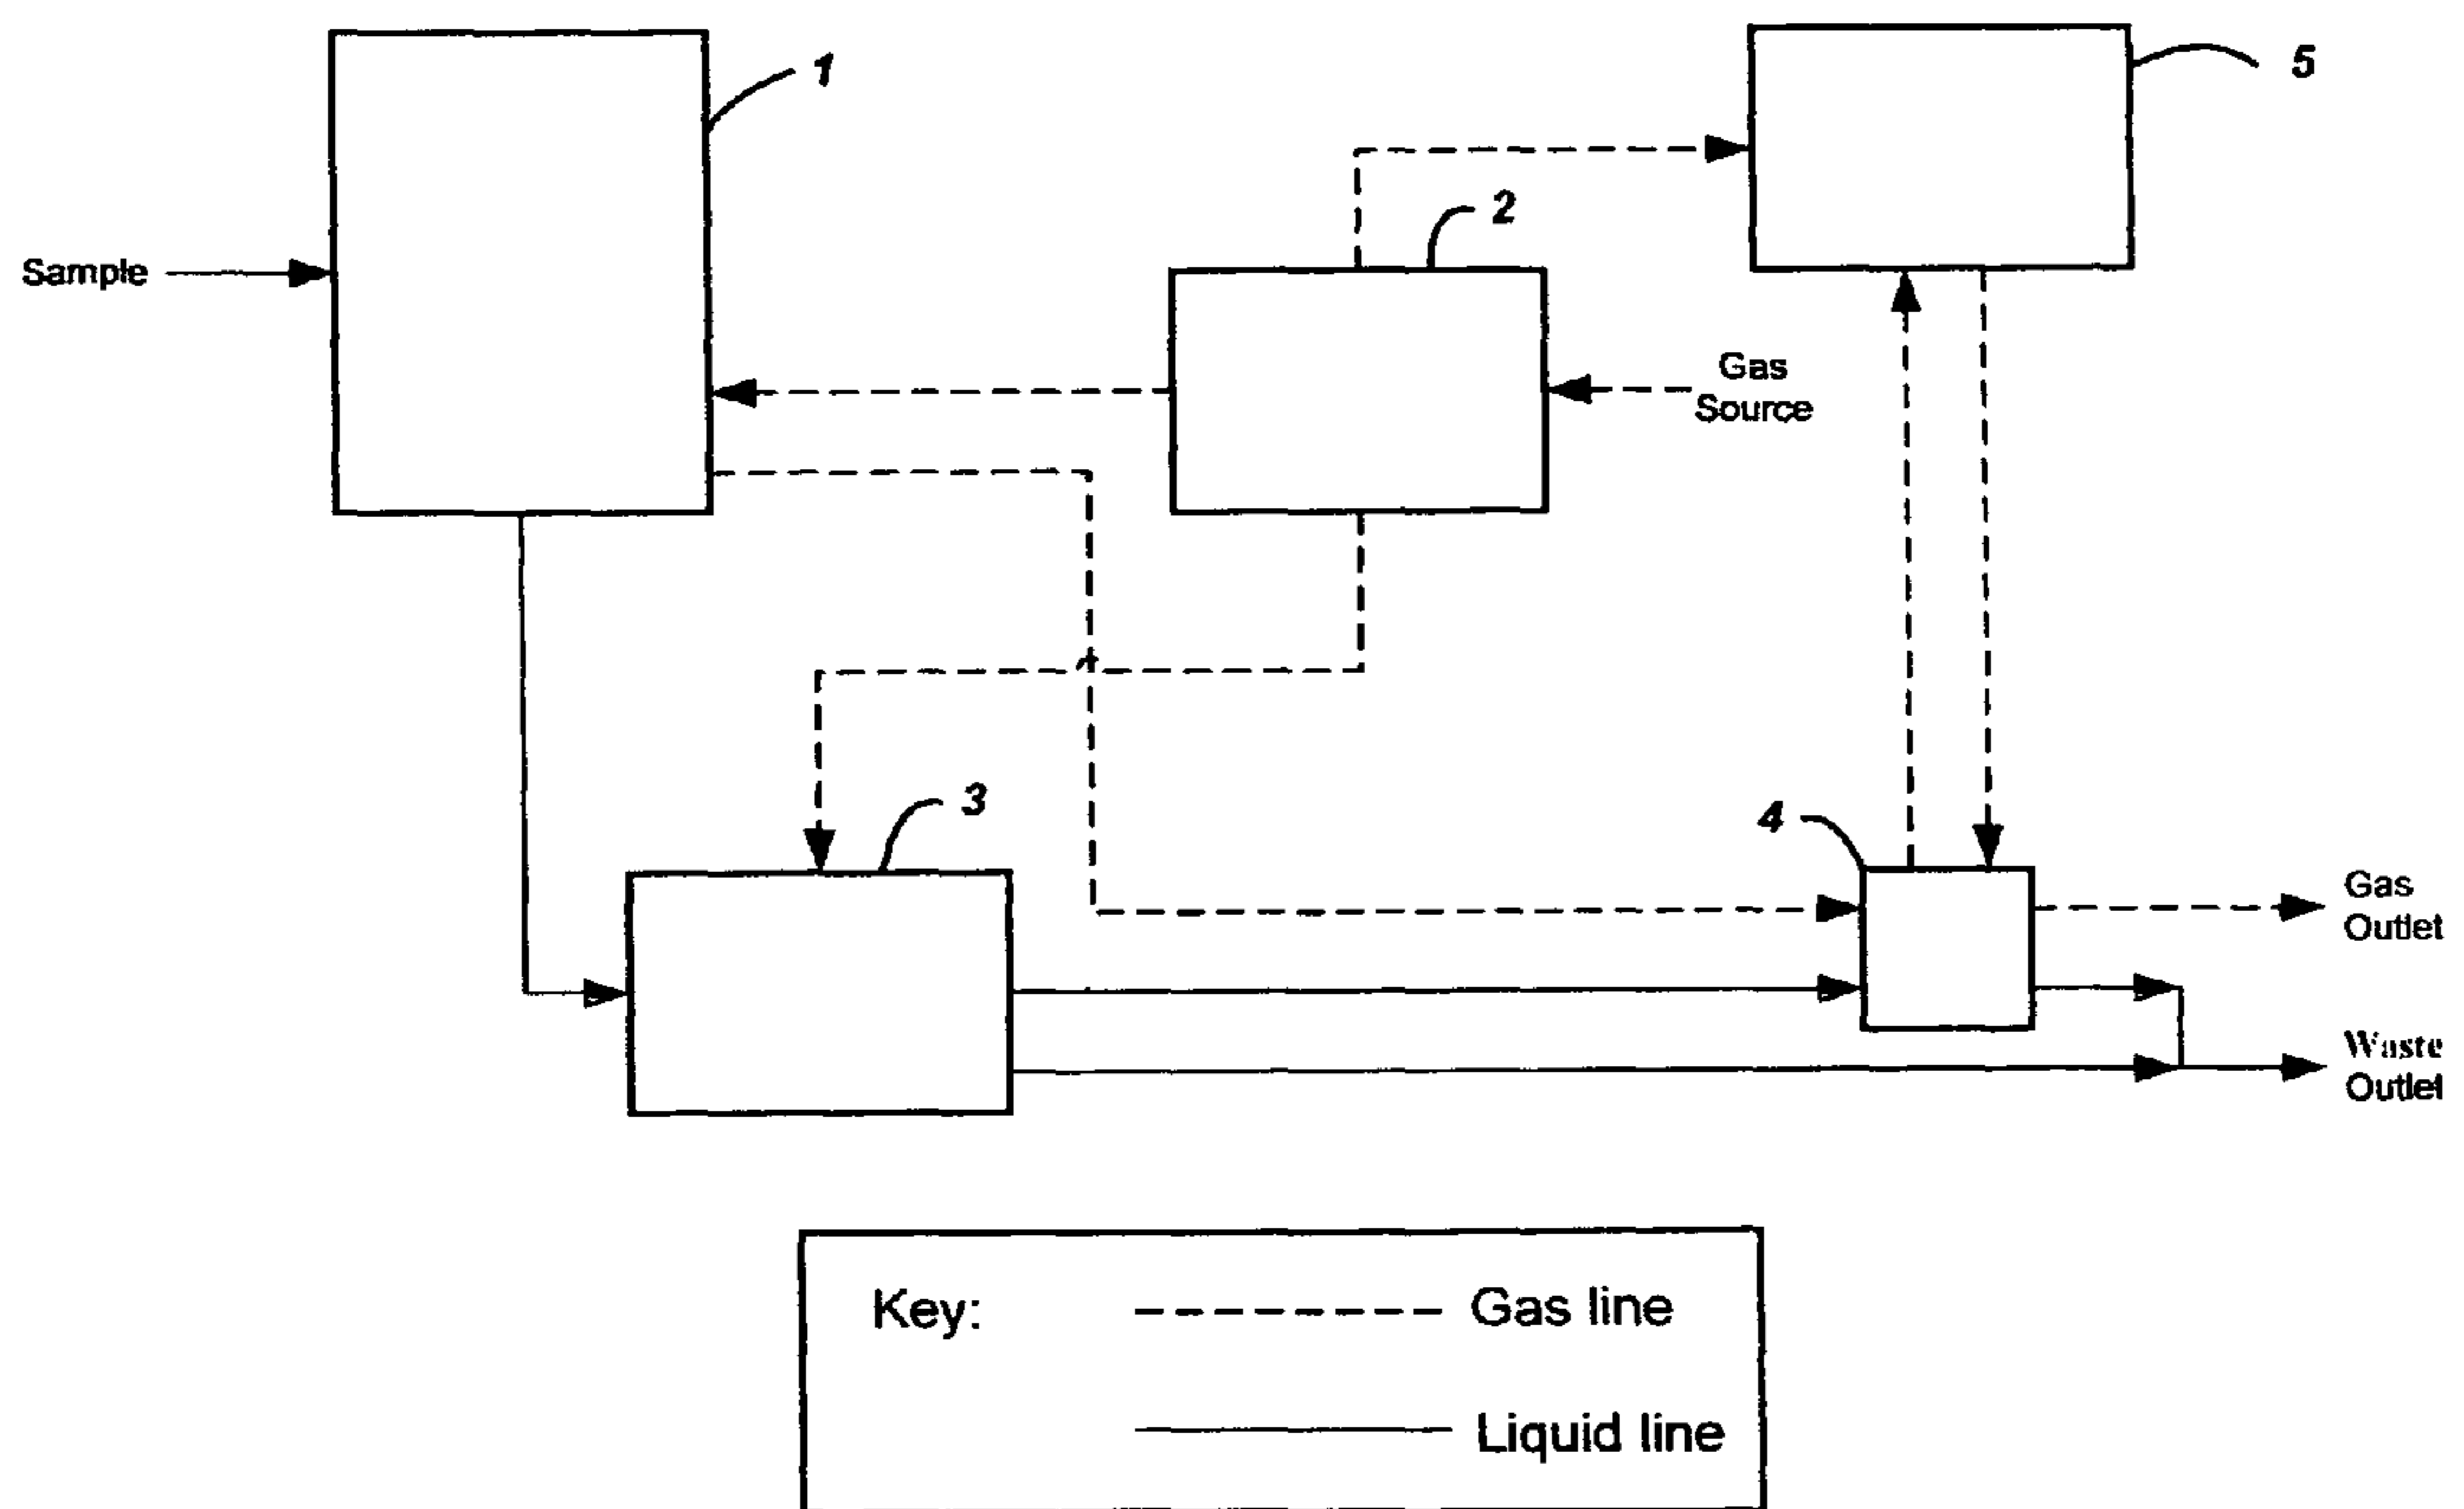 1
5
2
Sample
Gas
Source
3
4
Gas
Outlet
Waste
Outlet
Key:
Gas line
Liquid line